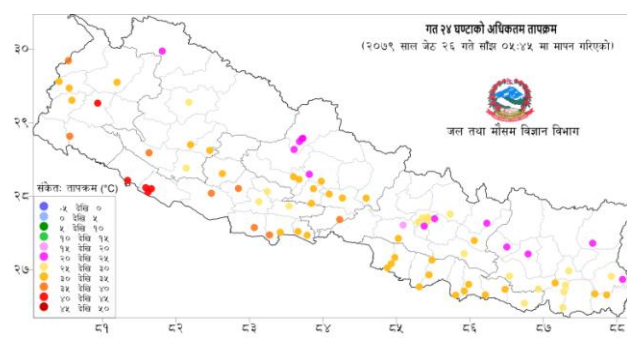 गत २४ घण्टाको अधिकतम तापक्रम
(२०७९ साल जेठ २६ गते साँझ ०५:४५ मा मापन गरिएको)
जल तथा मौसम विज्ञान विभाग
३०
२९
२८
२७
संकेत: तापक्रम (°C)
-५ देखि ०
० देखि ५
५ देखि १०
१० देखि १५
१५ देखि २०
२० देखि २५
२५ देखि ३०
३० देखि ३५
३५ देखि ४०
४० देखि ४५
४५ देखि ५०
८१ ८२ ८३ ८४ ८५ ८६ ८७ ८८